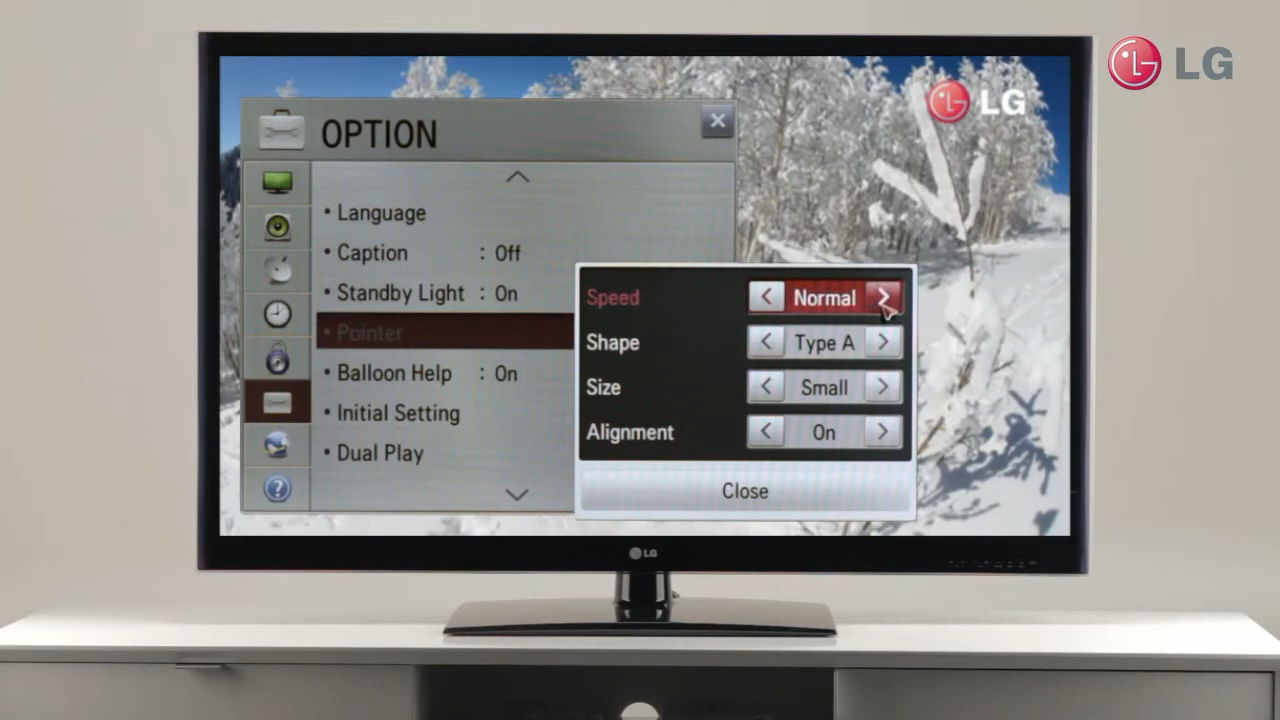 LG
LG
OPTION
• Language
• Caption : Off
• Standby Light : On
• Pointer
• Balloon Help : On
• Initial Setting
• Dual Play
Speed < Normal >
Shape < Type A >
Size < Small >
Alignment < On >
Close
LG